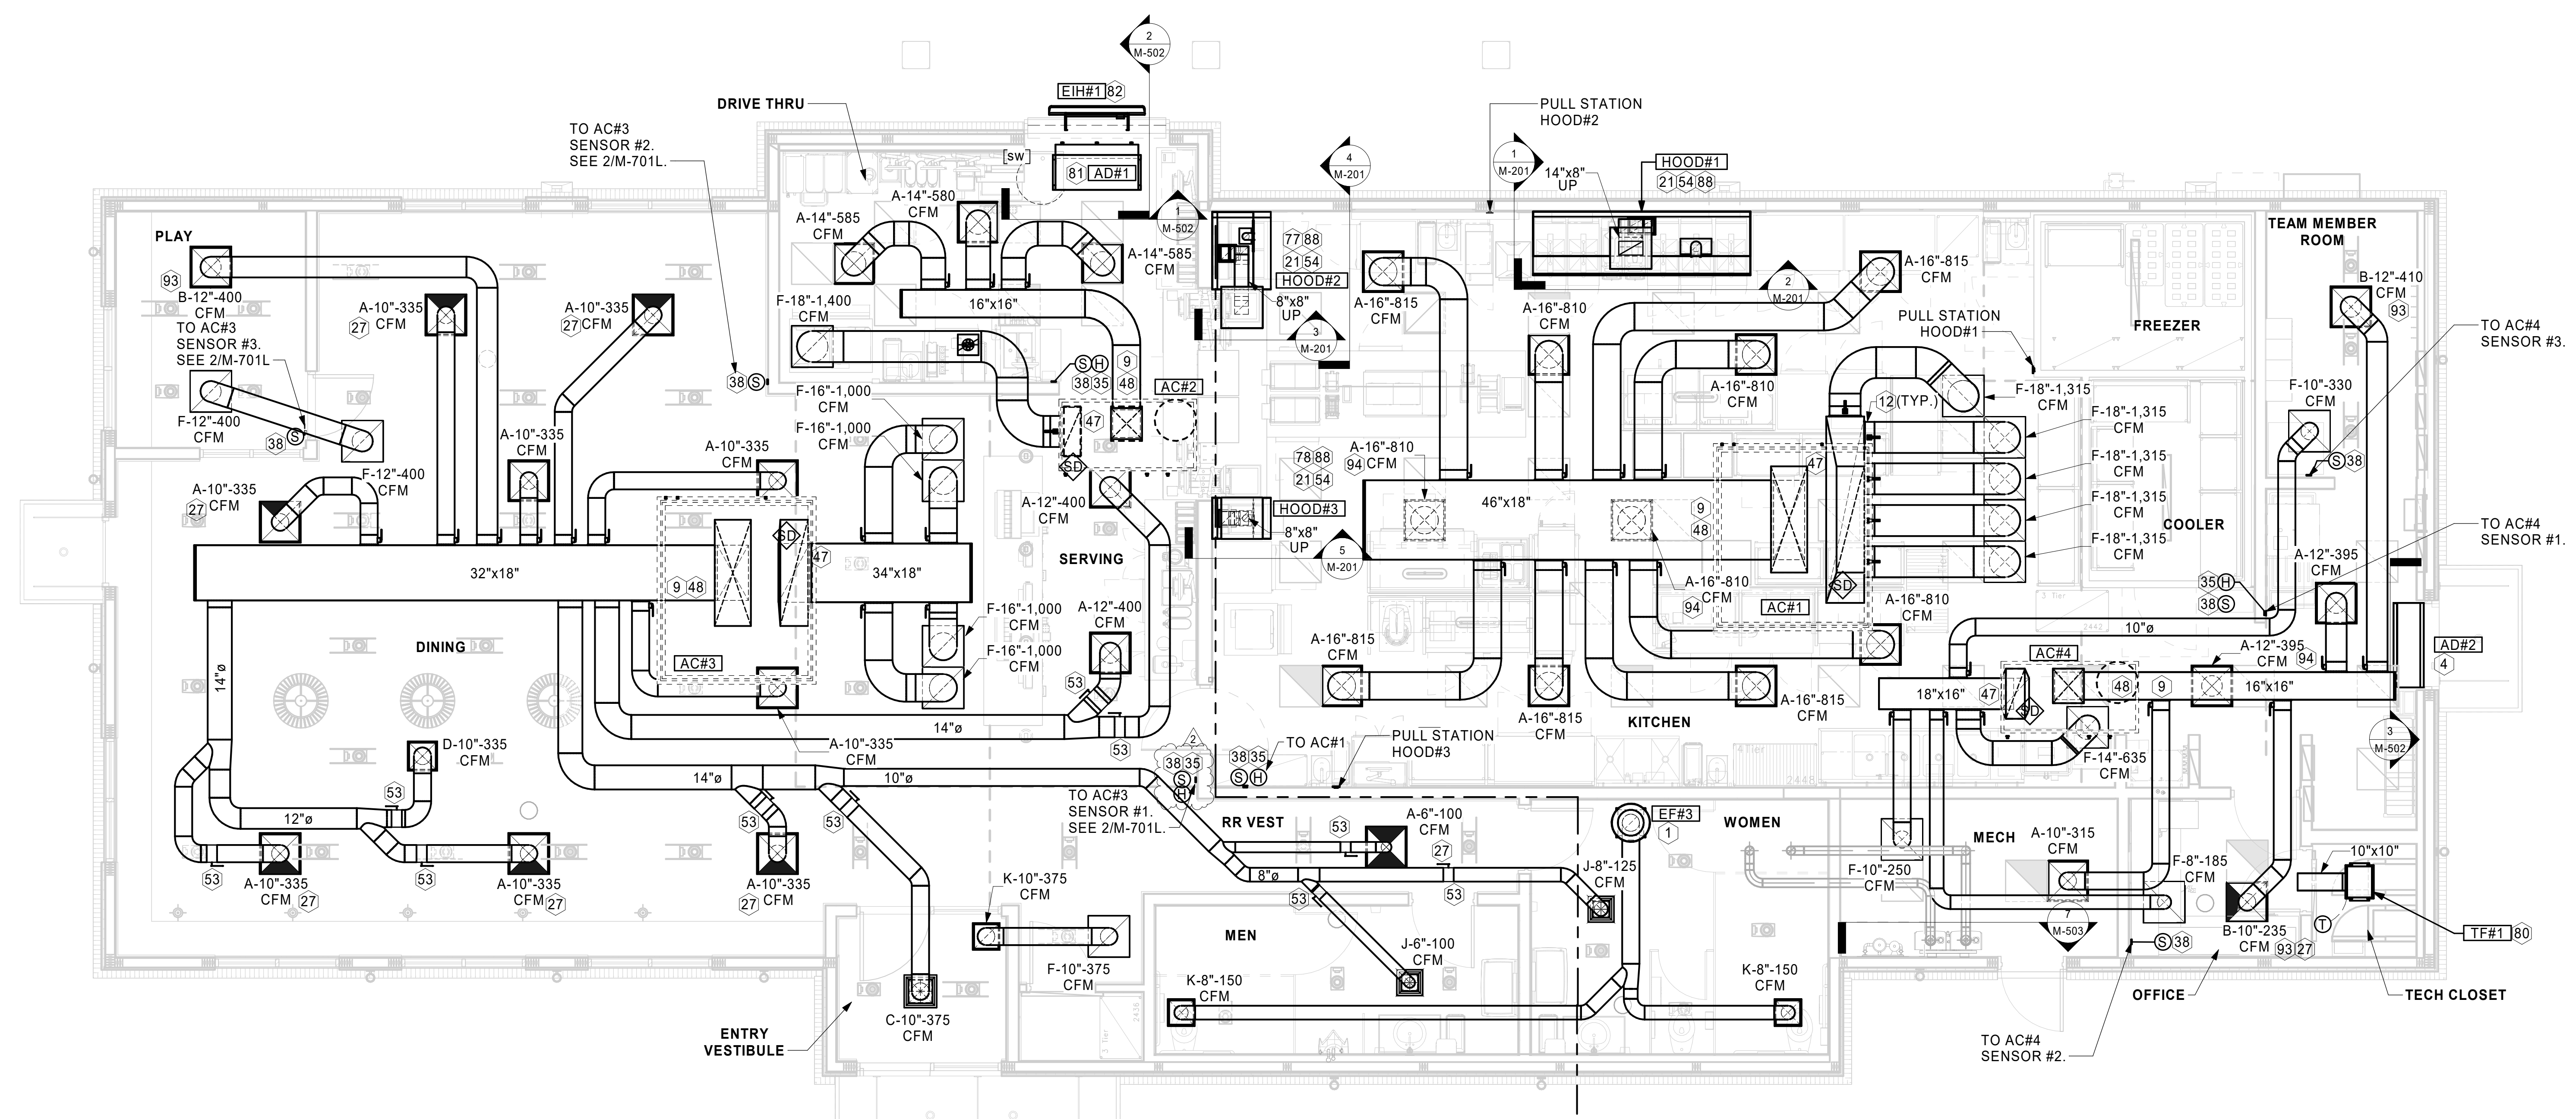 2
M-502
EIH#1
82
DRIVE THRU
PULL STATION
HOOD#2
TO AC#3
SENSOR #2.
SEE 2/M-701L.
[SW]
81
AD#1
4
M-201
1
M-201
14"x8"
UP
HOOD#1
21
54
88
A-14"-580
CFM
A-14"-585
CFM
1
M-502
A-14"-585
CFM
PLAY
93
B-12"-400
CFM
TO AC#3
SENSOR #3.
SEE 2/M-701L
A-10"-335
CFM
27
A-10"-335
CFM
27
F-18"-1,400
CFM
16"x16"
77
88
21
54
HOOD#2
8"x8"
UP
3
M-201
A-16"-815
CFM
A-16"-810
CFM
2
M-201
A-16"-815
CFM
TEAM MEMBER
ROOM
B-12"-410
CFM
93
PULL STATION
HOOD#1
FREEZER
TO AC#4
SENSOR #3.
38
S
S
H
38
35
9
48
AC#2
F-16"-1,000
CFM
F-16"-1,000
CFM
47
SD
A-16"-810
CFM
12
(TYP.)
F-18"-1,315
CFM
F-18"-1,315
CFM
F-18"-1,315
CFM
F-18"-1,315
CFM
F-18"-1,315
CFM
F-10"-330
CFM
S
38
F-12"-400
CFM
38
S
F-12"-400
CFM
A-10"-335
CFM
A-10"-335
CFM
A-10"-335
CFM
27
78
88
21
54
HOOD#3
8"x8"
UP
5
M-201
A-16"-810
CFM
94
46"x18"
9
48
47
COOLER
TO AC#4
SENSOR #1.
A-12"-400
CFM
SERVING
32"x18"
9
48
SD
47
34"x18"
A-16"-810
CFM
94
AC#1
SD
A-16"-810
CFM
35
H
38
S
A-12"-395
CFM
3 Tier
2442
10"ø
A-12"-400
CFM
F-16"-1,000
CFM
F-16"-1,000
CFM
DINING
14"ø
AC#3
53
14"ø
53
A-16"-815
CFM
A-16"-815
CFM
A-16"-815
CFM
KITCHEN
AC#4
A-12"-395
CFM
94
AD#2
4
18"x16"
47
SD
48
9
16"x16"
F-14"-635
CFM
3
M-502
D-10"-335
CFM
A-10"-335
CFM
2
38
35
S
H
38
35
S
H
TO AC#1
PULL STATION
HOOD#3
2448
14"ø
10"ø
TO AC#3
SENSOR #1.
SEE 2/M-701L.
53
12"ø
53
53
RR VEST
53
A-6"-100
CFM
27
EF#3
1
WOMEN
MECH
A-10"-315
CFM
F-10"-250
CFM
F-8"-185
CFM
10"x10"
53
A-10"-335
CFM
27
53
A-10"-335
CFM
27
A-10"-335
CFM
27
K-10"-375
CFM
8"ø
53
53
J-8"-125
CFM
MEN
J-6"-100
CFM
7
M-503
S
38
B-10"-235
CFM
93
27
T
TF#1
80
F-10"-375
CFM
K-8"-150
CFM
K-8"-150
CFM
OFFICE
TECH CLOSET
C-10"-375
CFM
ENTRY
VESTIBULE
3 Tier
2436
TO AC#4
SENSOR #2.